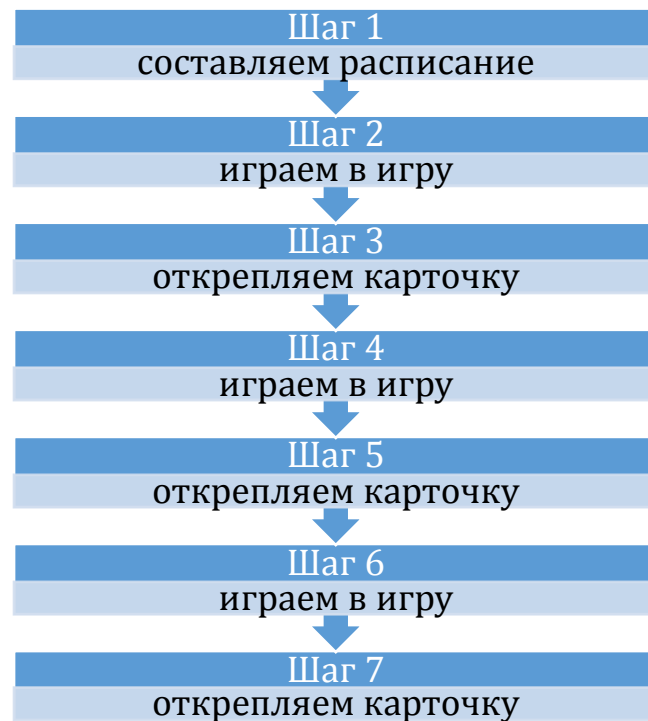 Шаг 1
составляем расписание
Шаг 2
играем в игру
Шаг 3
открепляем карточку
Шаг 4
играем в игру
Шаг 5
открепляем карточку
Шаг 6
играем в игру
Шаг 7
открепляем карточку